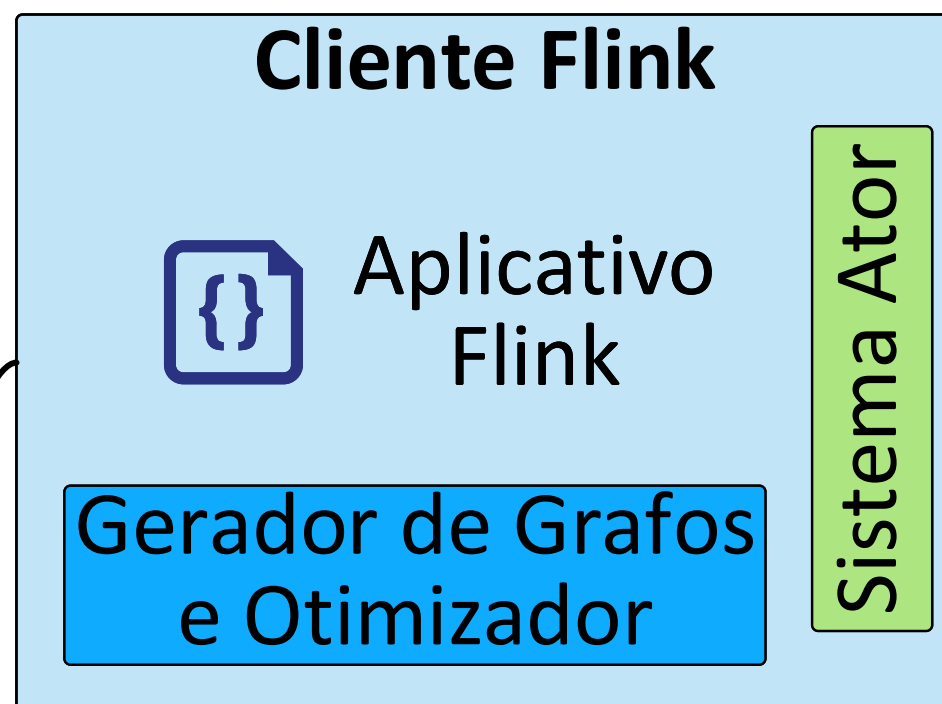 Cliente Flink
{}
Aplicativo
Flink
Gerador de Grafos
e Otimizador
Sistema Ator